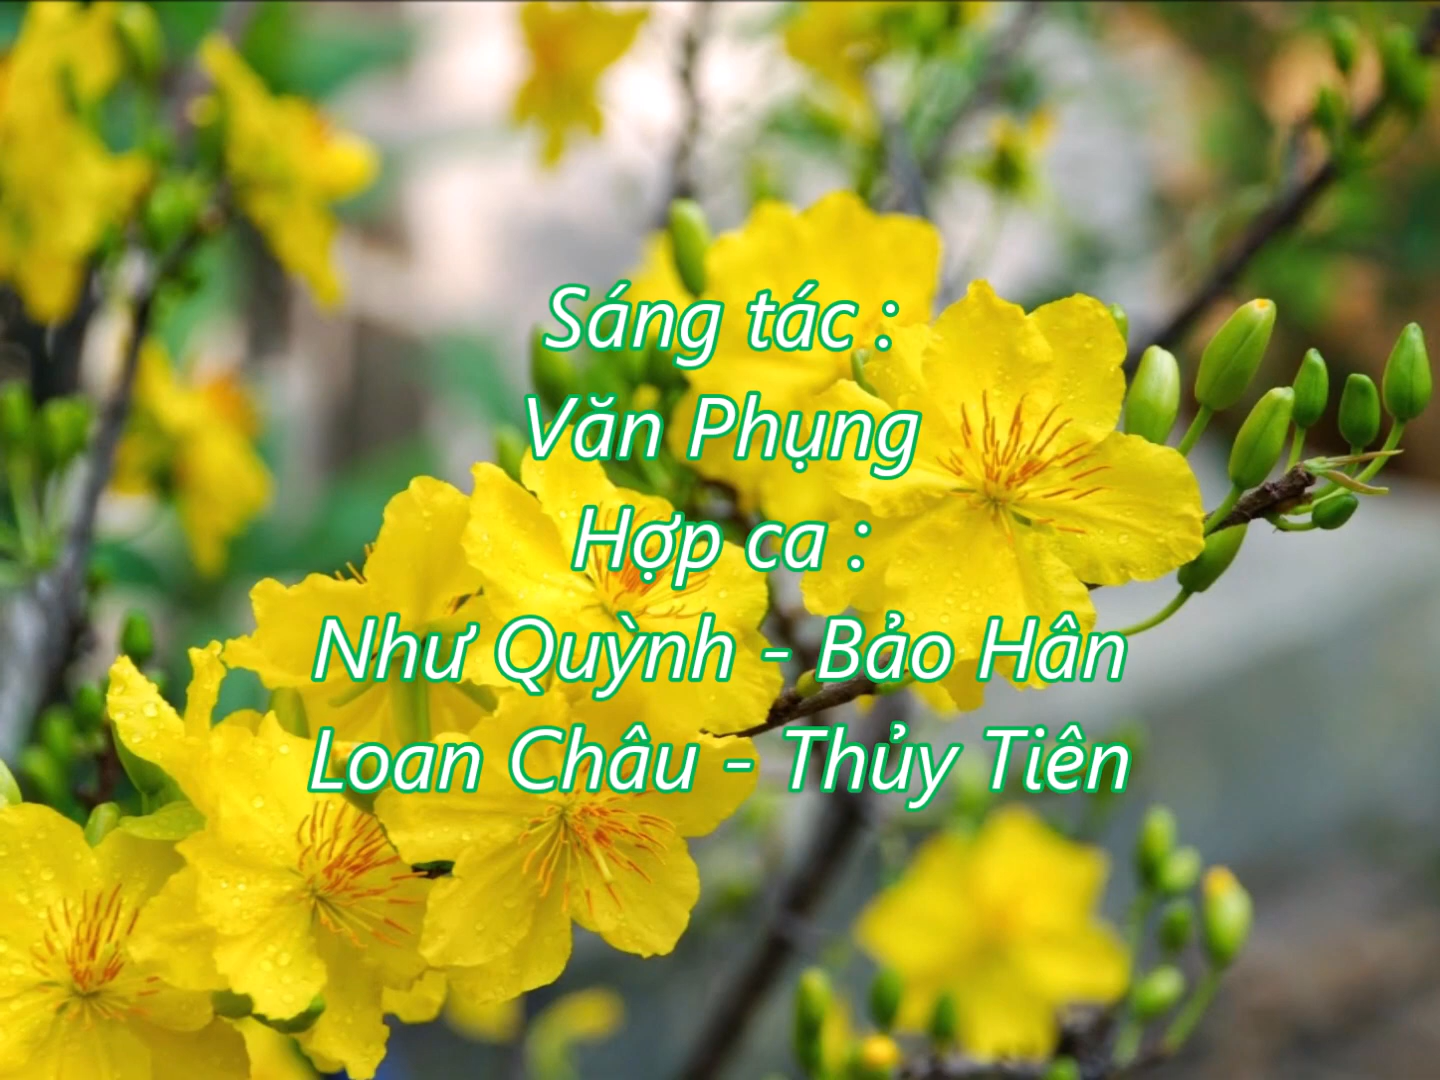 Sáng tác :
Văn Phụng
Hợp ca :
Như Quỳnh - Bảo Hân
Loan Châu - Thủy Tiên